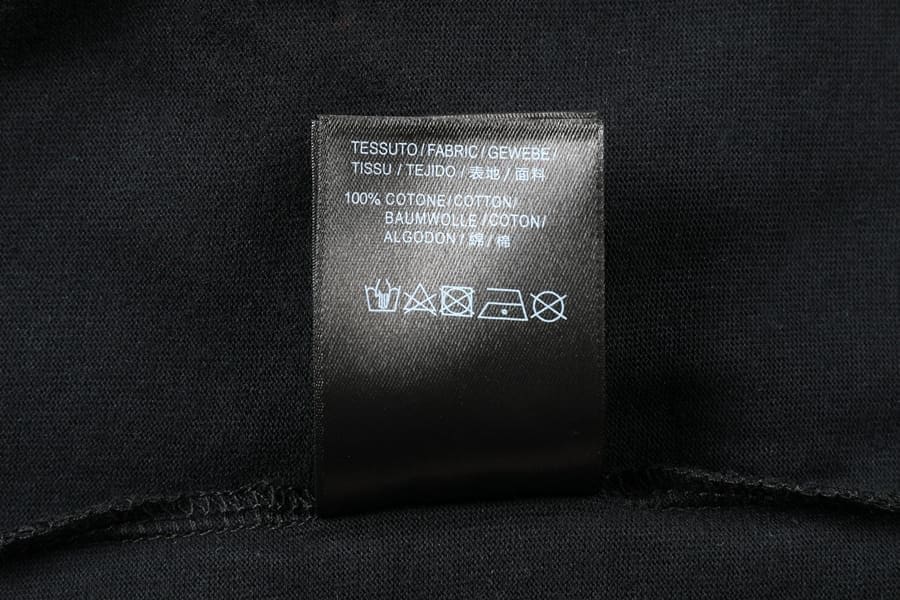 TESSUTO / FABRIC / GEWEBE /
TISSU / TEJIDO / 表地 / 面料
100% COTONE / COTTON /
BAUMWOLLE / COTON /
ALGODON / 綿 / 棉